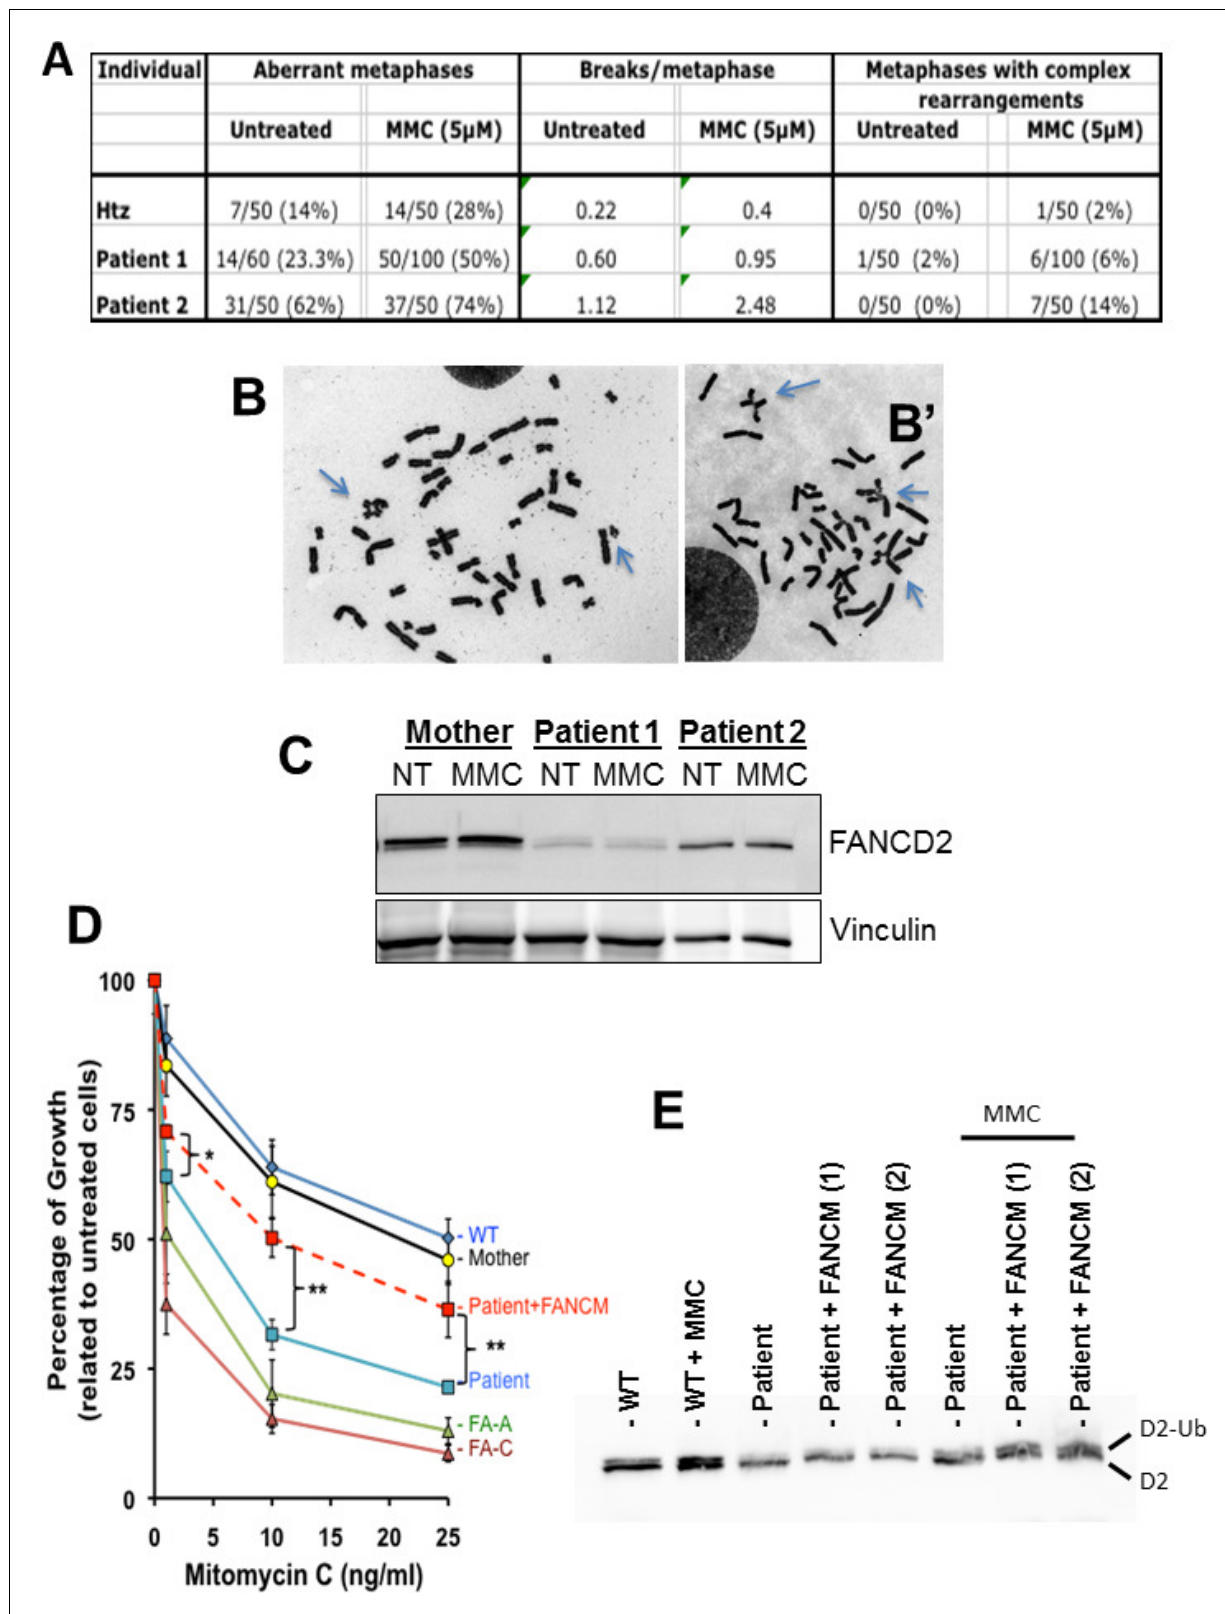 A
Individual Aberrant metaphases Breaks/metaphase Metaphases with complex
rearrangements
Untreated MMC (5μM) Untreated MMC (5μM) Untreated MMC (5μM)
Htz 7/50 (14%) 14/50 (28%) 0.22 0.4 0/50 (0%) 1/50 (2%)
Patient 1 14/60 (23.3%) 50/100 (50%) 0.60 0.95 1/50 (2%) 6/100 (6%)
Patient 2 31/50 (62%) 37/50 (74%) 1.12 2.48 0/50 (0%) 7/50 (14%)
B
B’
C
Mother Patient 1 Patient 2
NT MMC NT MMC NT MMC
FANCD2
Vinculin
D
Percentage of Growth
(related to untreated cells)
100
75
50
25
0
0 5 10 15 20 25
Mitomycin C (ng/ml)
*
**
**
- WT
- Mother
- Patient+FANCM
- Patient
- FA-A
- FA-C
E
MMC
- WT
- WT + MMC
- Patient
- Patient + FANCM (1)
- Patient + FANCM (2)
- Patient
- Patient + FANCM (1)
- Patient + FANCM (2)
D2-Ub
D2